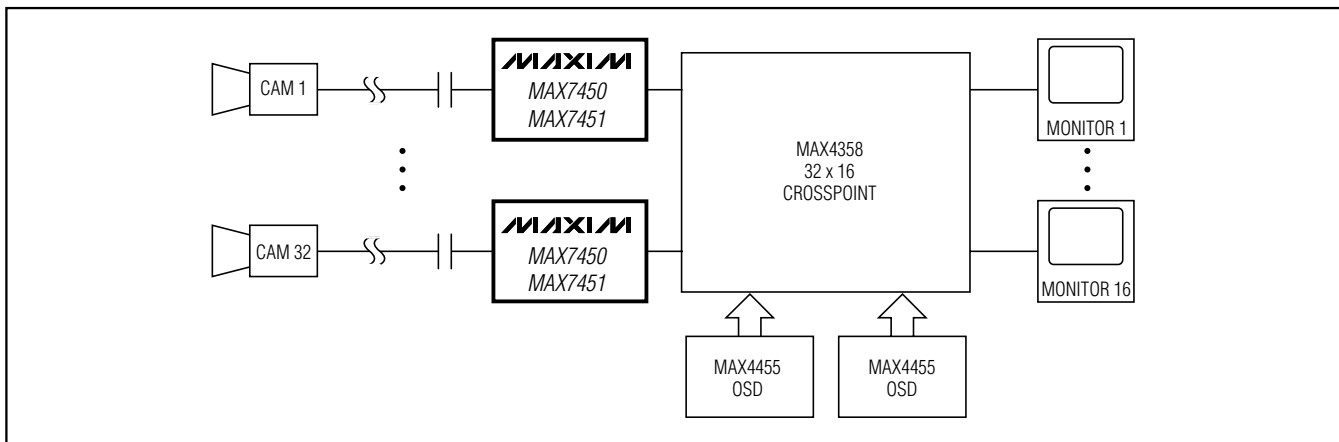 CAM 1
MAXIM
MAX7450
MAX7451
MAX4358
32 x 16
CROSSPOINT
MONITOR 1
CAM 32
MAXIM
MAX7450
MAX7451
MONITOR 16
MAX4455
OSD
MAX4455
OSD